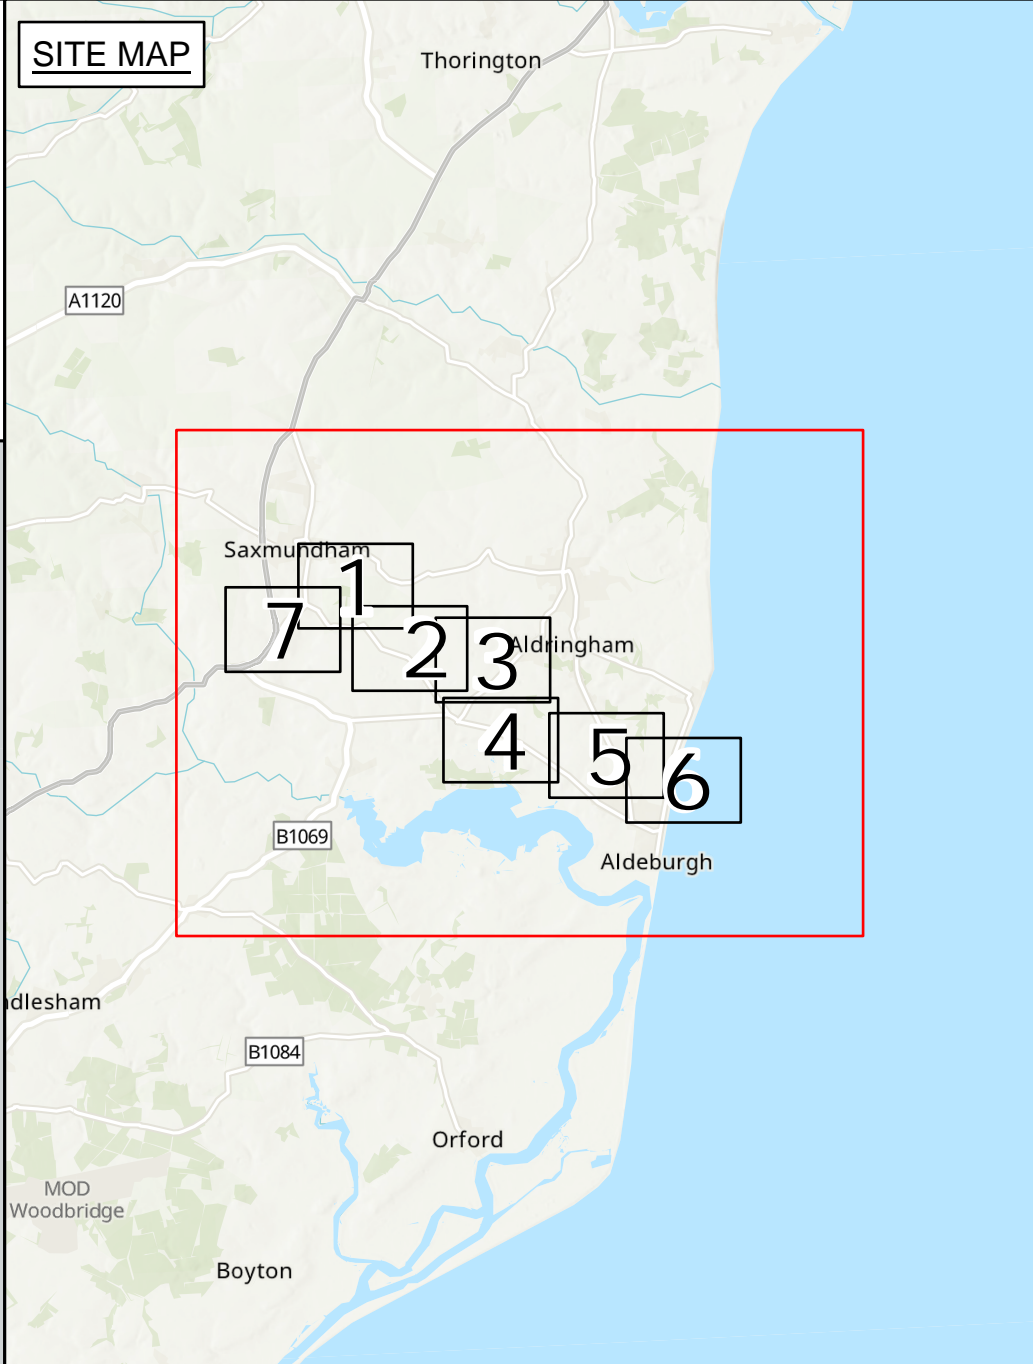 SITE MAP
Thorington
A1120
Saxmundham
1
7
2
3
Aldringham
4
5
6
B1069
Aldeburgh
dlesham
B1084
Orford
MOD
Woodbridge
Boyton